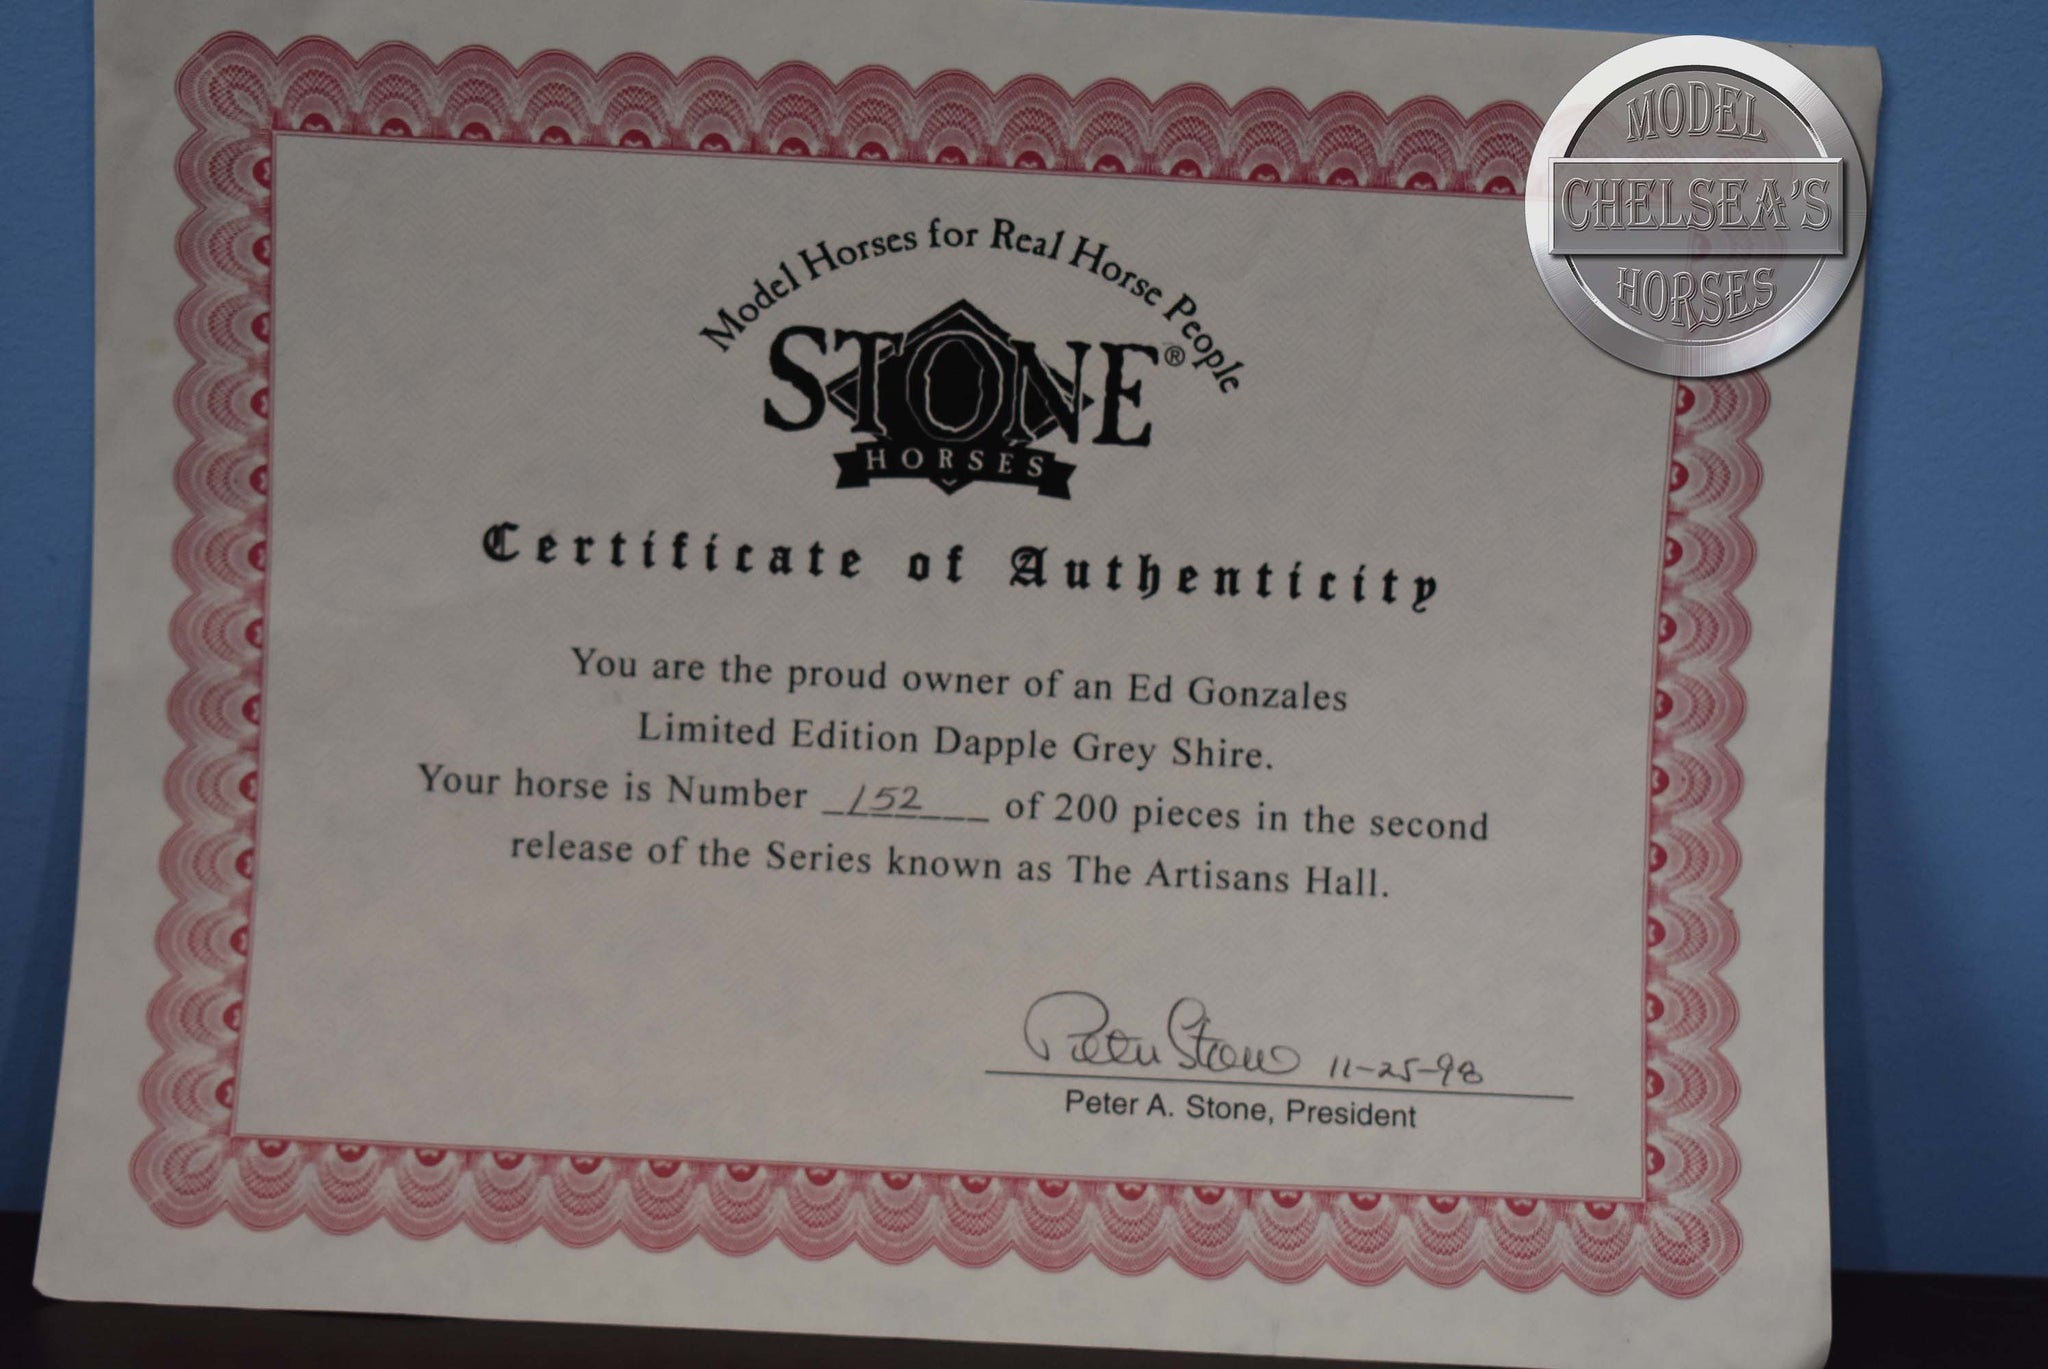 MODEL
CHELSEA'S
HORSES
Model Horses for Real Horse People
STONE®
HORSES
Certificate of Authenticity
You are the proud owner of an Ed Gonzales
Limited Edition Dapple Grey Shire.
Your horse is Number 152 of 200 pieces in the second
release of the Series known as The Artisans Hall.
Peter Stone 11-25-98
Peter A. Stone, President